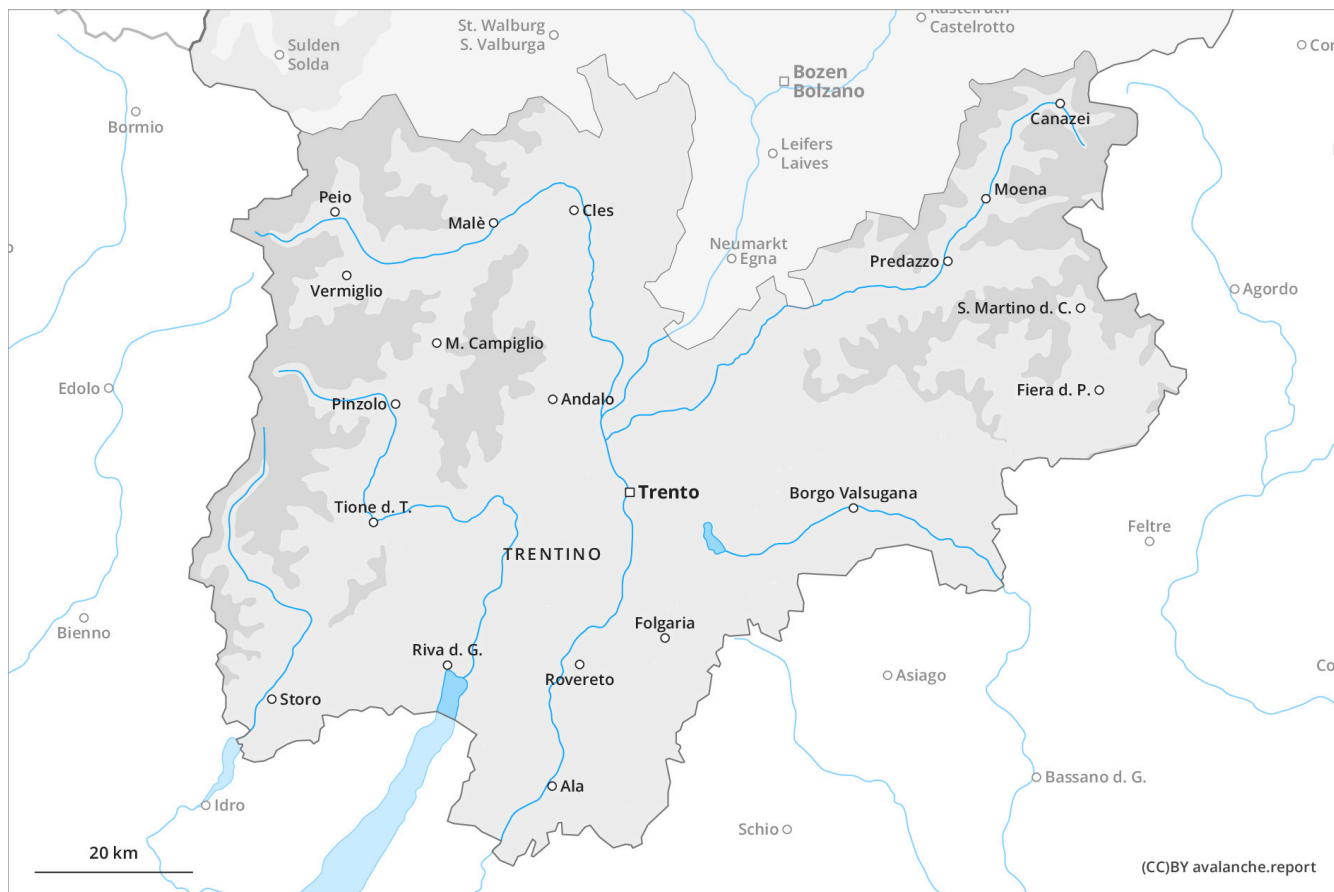 St. Walburg
S. Valburga
Kastelruth
Castelrotto
Sulden
Solda
Bozen
Bolzano
Bormio
Canazei
Leifers
Laives
Peio
Moena
Malè
Cles
Neumarkt
Egna
Predazzo
Vermiglio
Agordo
S. Martino d. C.
M. Campiglio
Edolo
Fiera d. P.
Andalo
Pinzolo
Trento
Borgo Valsugana
Tione d. T.
Feltre
TRENTINO
Bienno
Folgaria
Riva d. G.
Rovereto
Asiago
Storo
Bassano d. G.
Ala
Idro
Schio
20 km
(CC)BY avalanche.report